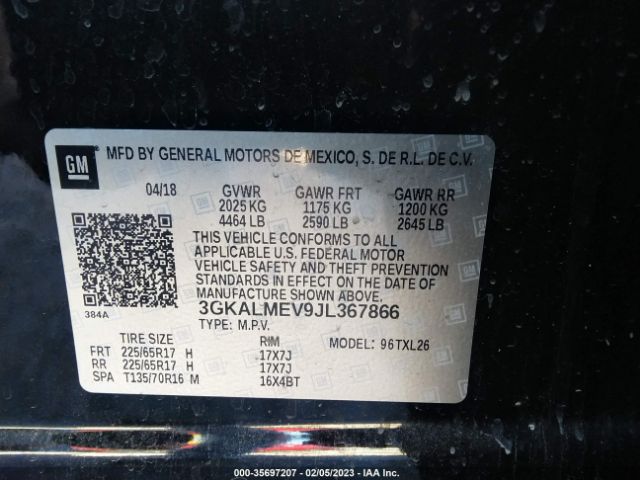 GM
MFD BY GENERAL MOTORS DE MEXICO, S. DE R.L. DE C.V.
04/18 GVWR GAWR FRT GAWR RR
2025 KG 1175 KG 1200 KG
4464 LB 2590 LB 2645 LB
THIS VEHICLE CONFORMS TO ALL
APPLICABLE U.S. FEDERAL MOTOR
VEHICLE SAFETY AND THEFT PREVENTION
STANDARDS IN EFFECT ON THE DATE OF
MANUFACTURE SHOWN ABOVE.
384A
3GKALMEV9JL367866
TYPE: M.P.V.
TIRE SIZE RIM MODEL: 96TXL26
FRT 225/65R17 H 17X7J
RR 225/65R17 H 17X7J
SPA T135/70R16 M 16X4BT
000-35697207 - 02/05/2023 - IAA Inc.